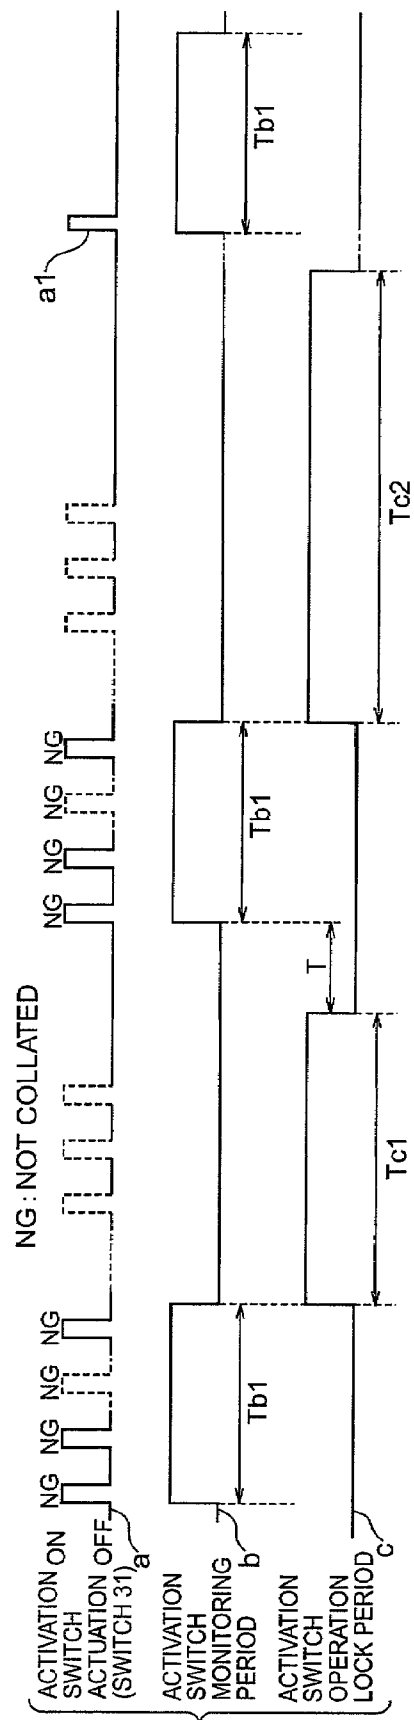 NG : NOT COLLATED
ACTIVATION ON
SWITCH
ACTUATION OFF
(SWITCH 31)
a
NG
NG
NG
NG
NG
NG
NG
NG
a1
ACTIVATION
SWITCH
MONITORING
PERIOD
b
Tb1
Tb1
Tb1
ACTIVATION
SWITCH
OPERATION
LOCK PERIOD
c
Tc1
T
Tc2